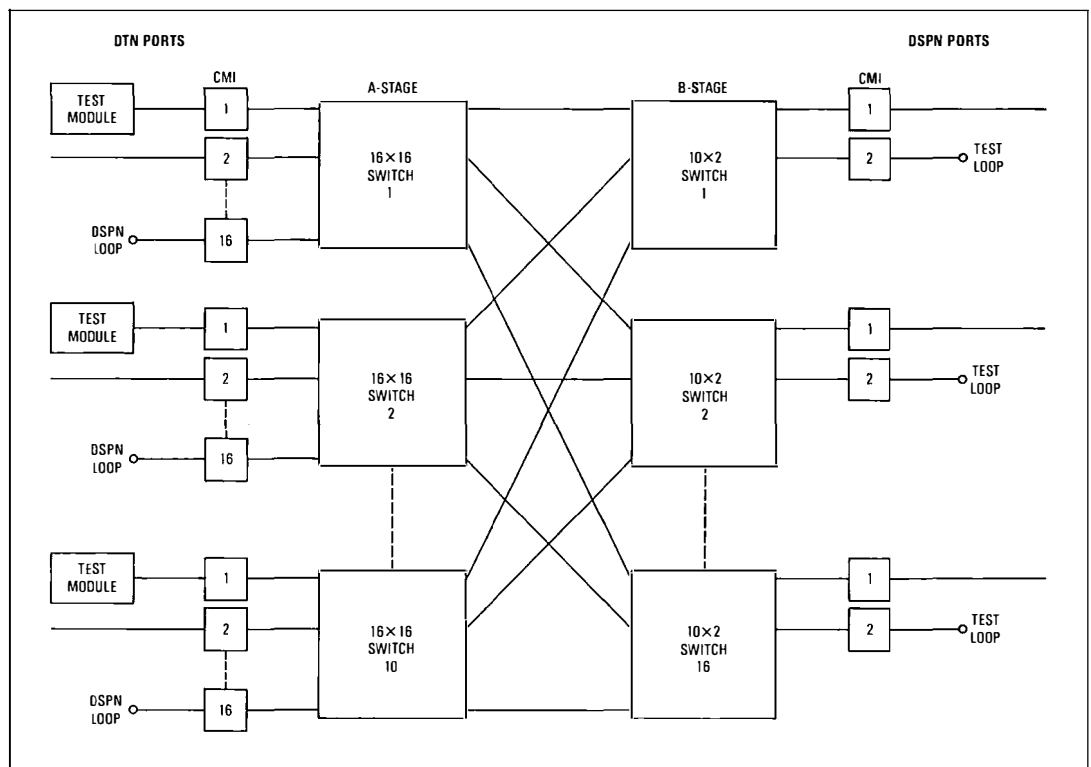 DTN PORTS
DSPN PORTS
CMI
A-STAGE
B-STAGE
CMI
TEST
MODULE
1
2
16
DSPN
LOOP
16×16
SWITCH
1
10×2
SWITCH
1
1
2
TEST
LOOP
TEST
MODULE
1
2
16
DSPN
LOOP
16×16
SWITCH
2
10×2
SWITCH
2
1
2
TEST
LOOP
TEST
MODULE
1
2
16
DSPN
LOOP
16×16
SWITCH
10
10×2
SWITCH
16
1
2
TEST
LOOP